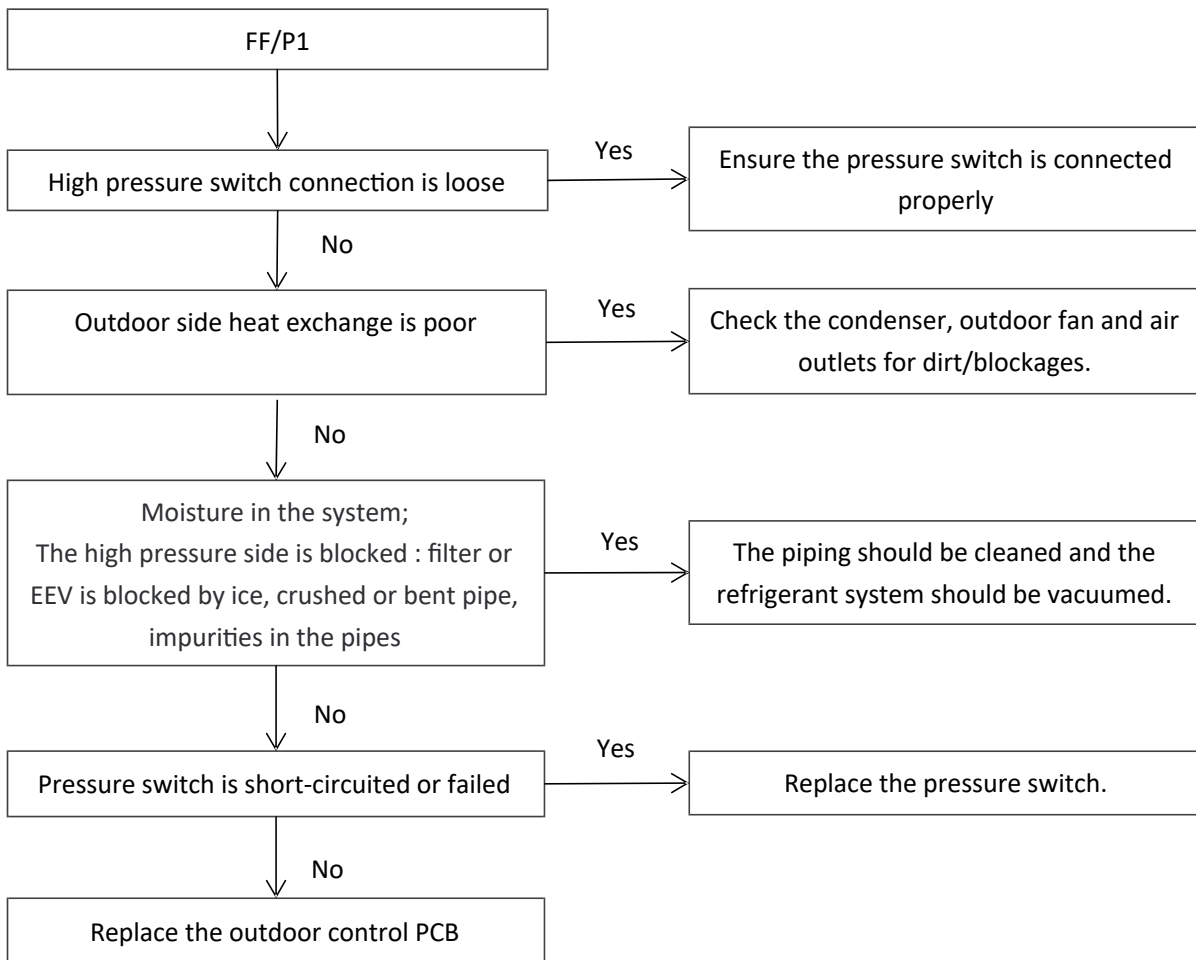 FF/P1
Yes
High pressure switch connection is loose
Ensure the pressure switch is connected
properly
No
Outdoor side heat exchange is poor
Yes
Check the condenser, outdoor fan and air
outlets for dirt/blockages.
No
Moisture in the system;
The high pressure side is blocked : filter or
EEV is blocked by ice, crushed or bent pipe,
impurities in the pipes
Yes
The piping should be cleaned and the
refrigerant system should be vacuumed.
No
Pressure switch is short-circuited or failed
Yes
Replace the pressure switch.
No
Replace the outdoor control PCB